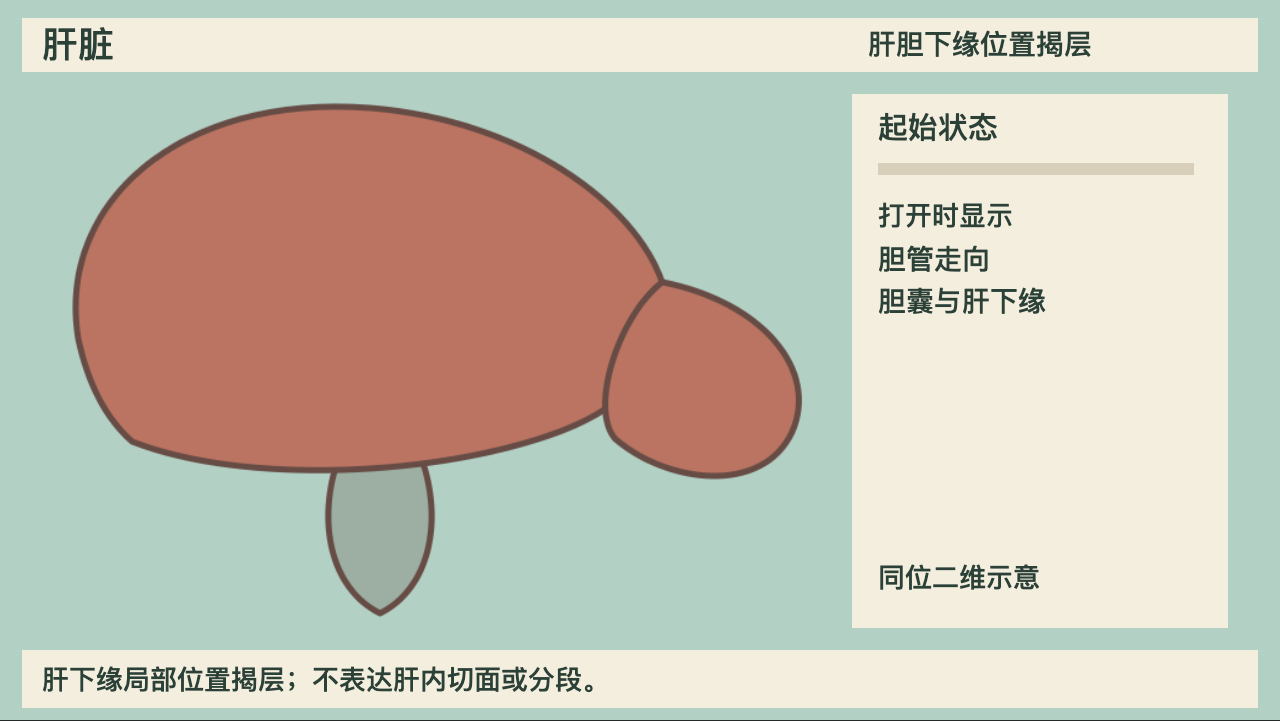 肝脏
肝胆下缘位置揭层
起始状态
打开时显示
胆管走向
胆囊与肝下缘
同位二维示意
肝下缘局部位置揭层；不表达肝内切面或分段。